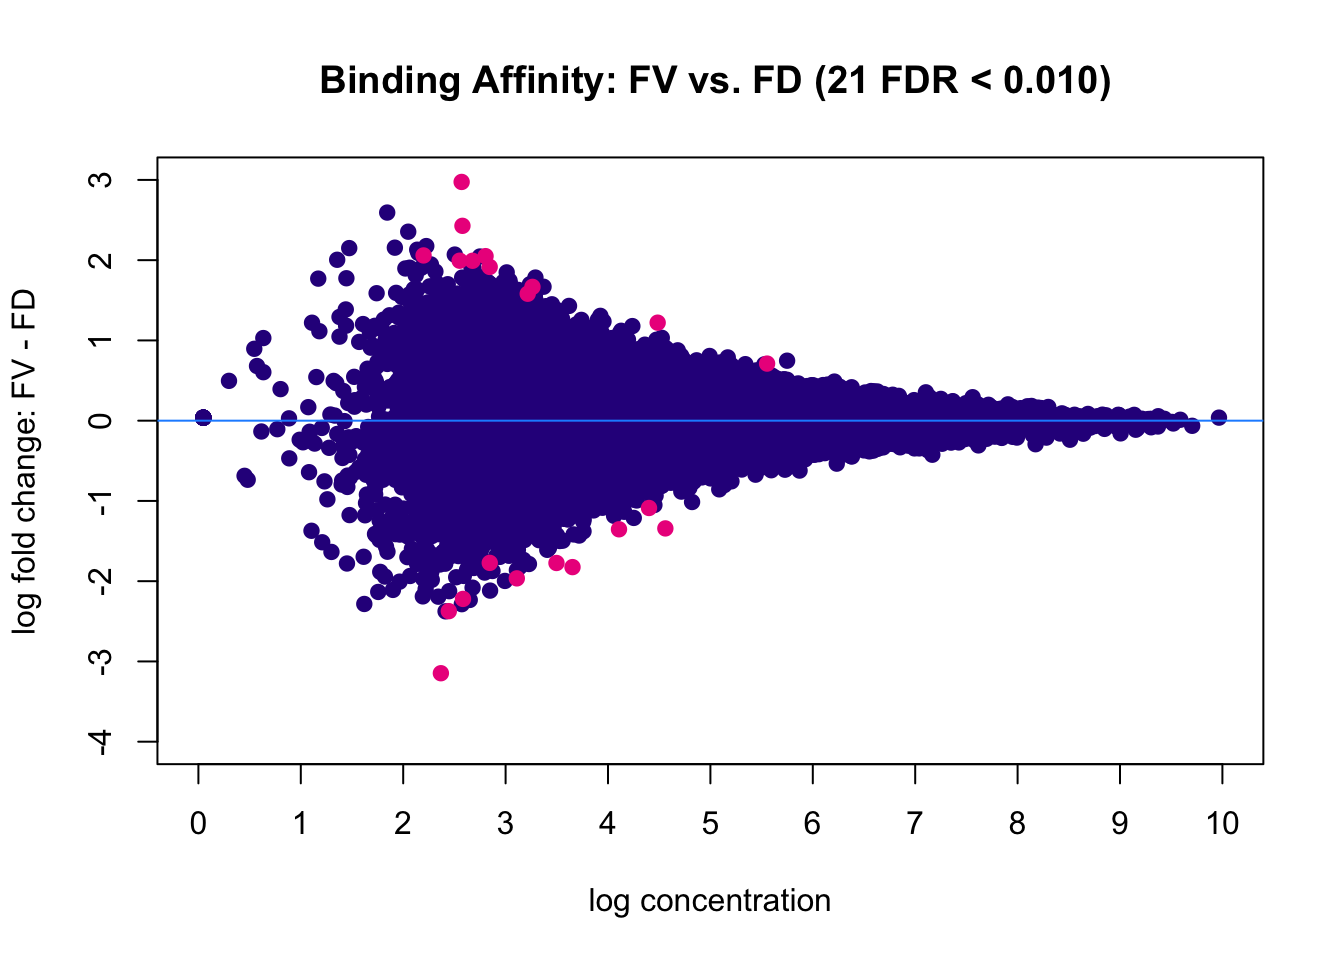 Binding Affinity: FV vs. FD (21 FDR < 0.010)
log fold change: FV - FD
3
2
1
0
-1
-2
-3
-4
0 1 2 3 4 5 6 7 8 9 10
log concentration